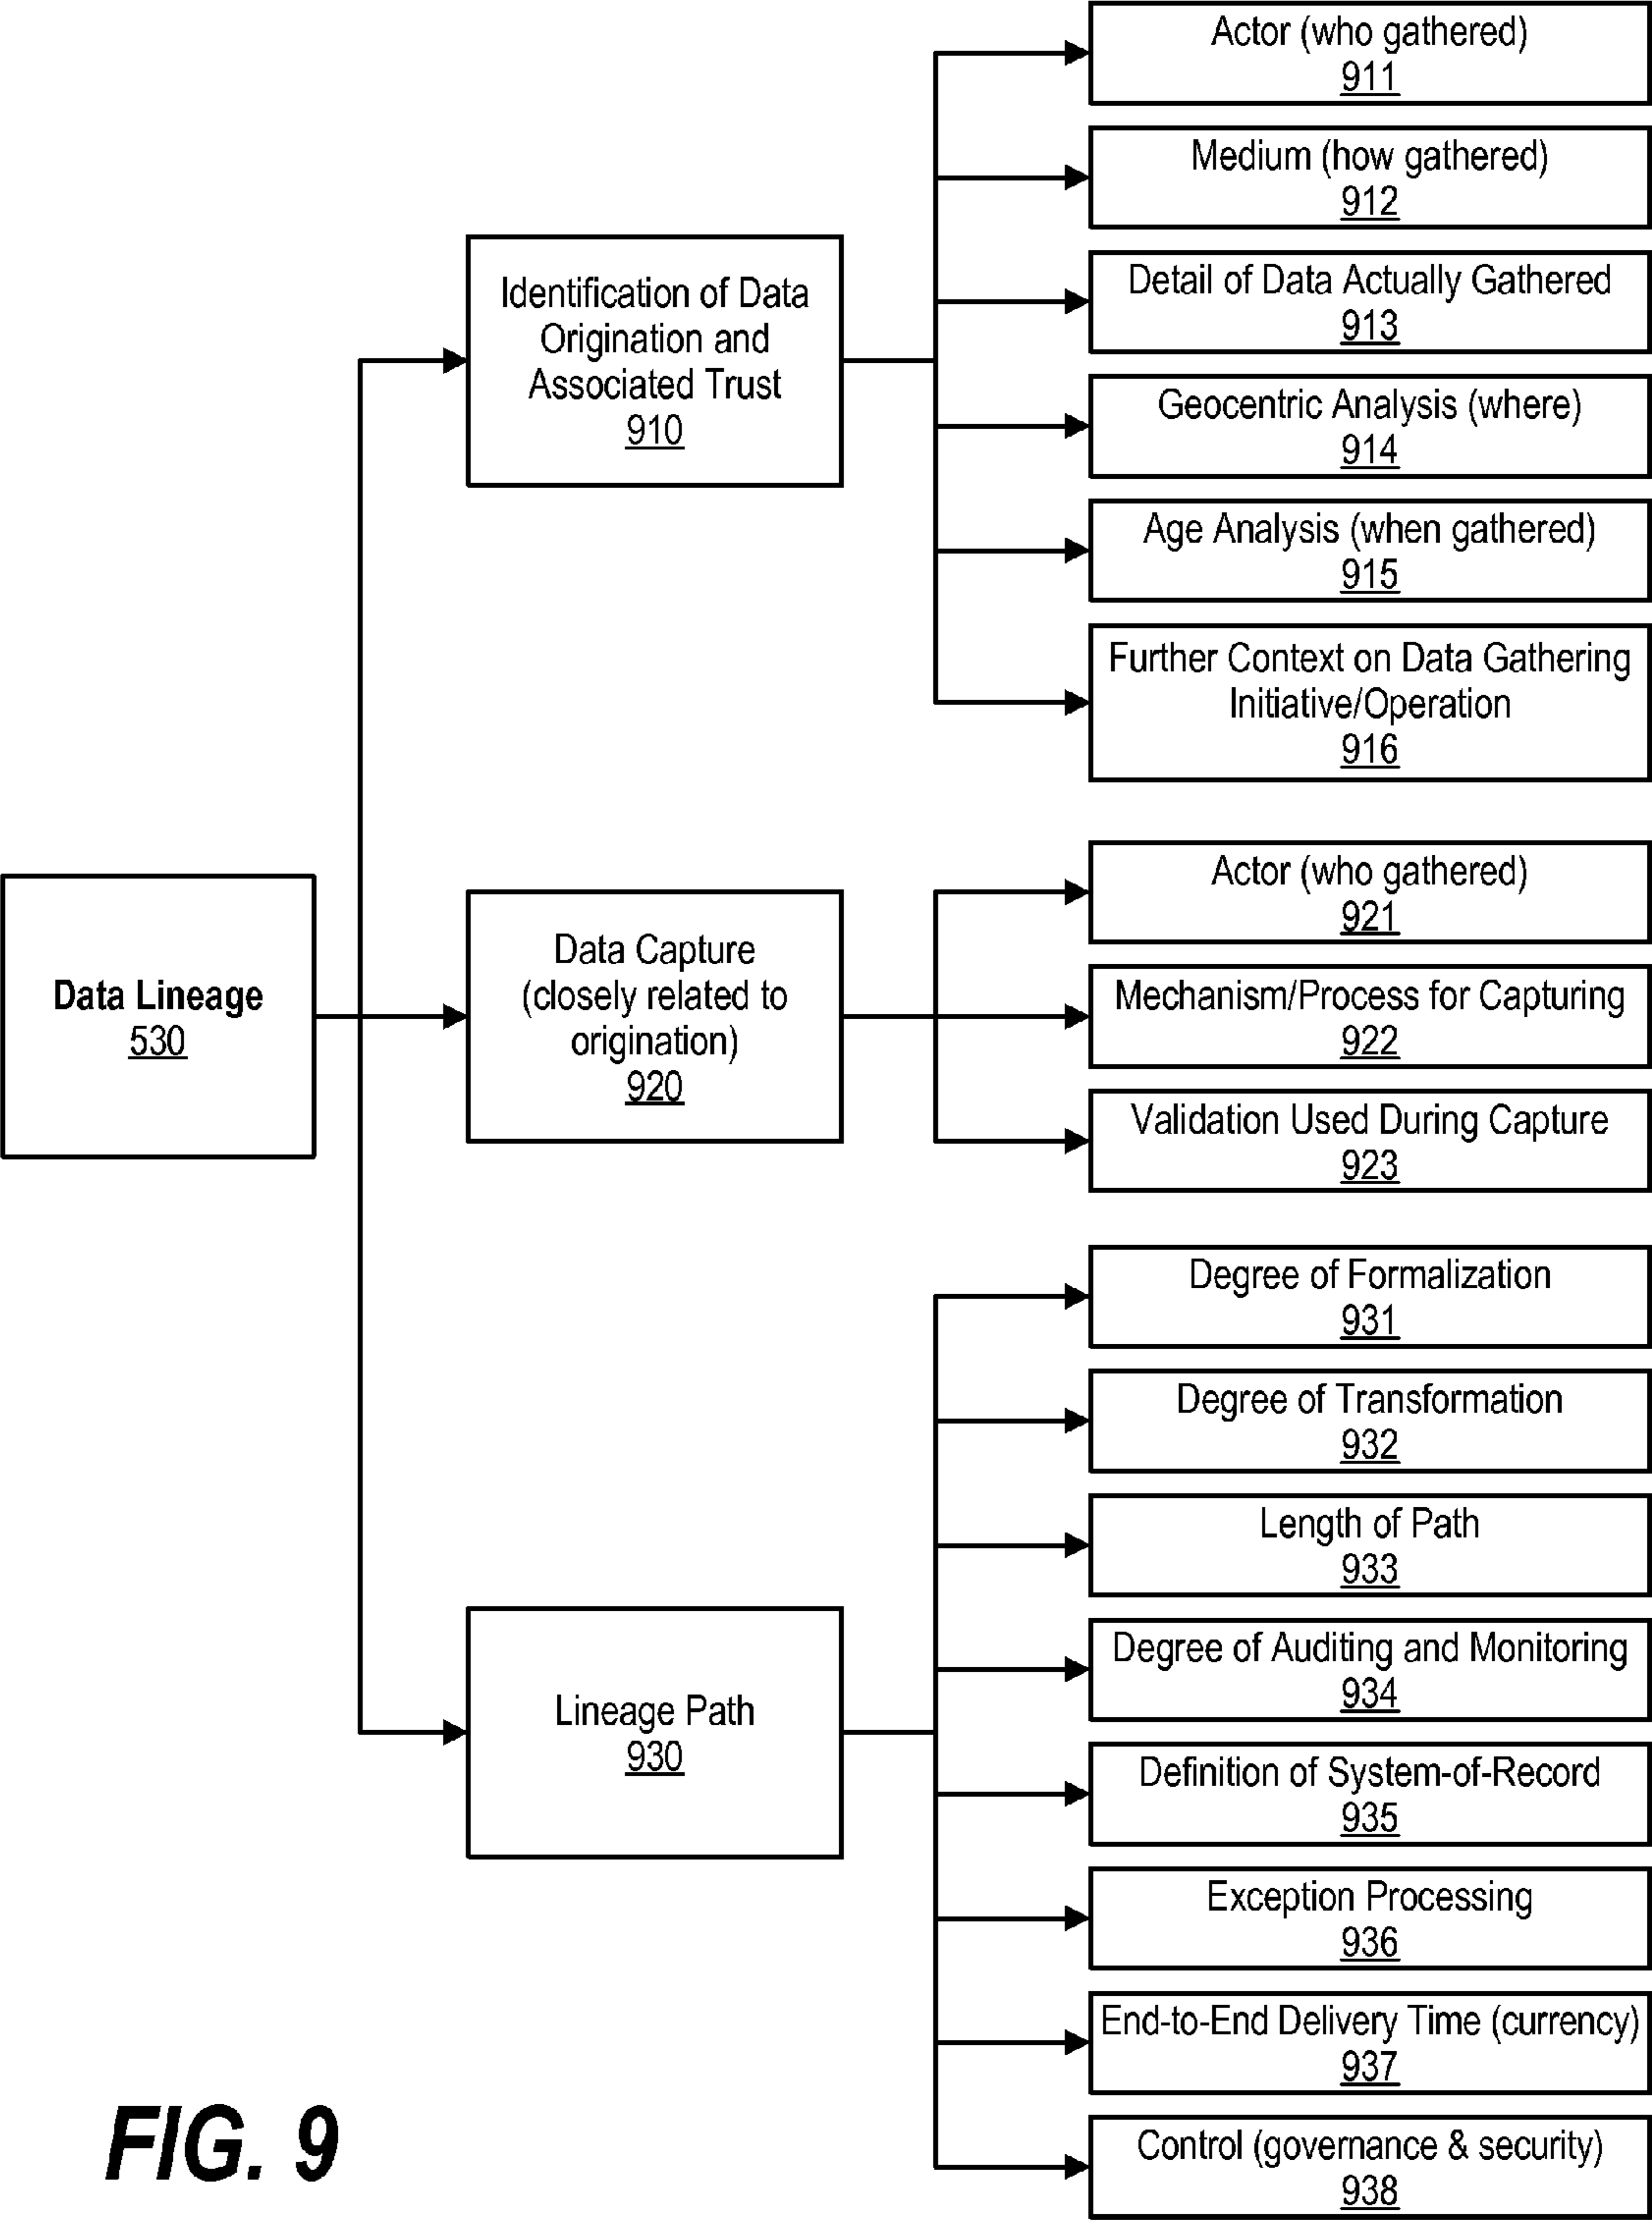 Actor (who gathered)
911
Medium (how gathered)
912
Detail of Data Actually Gathered
913
Geocentric Analysis (where)
914
Age Analysis (when gathered)
915
Further Context on Data Gathering
Initiative/Operation
916
Identification of Data
Origination and
Associated Trust
910
Actor (who gathered)
921
Mechanism/Process for Capturing
922
Validation Used During Capture
923
Data Capture
(closely related to
origination)
920
Data Lineage
530
Degree of Formalization
931
Degree of Transformation
932
Length of Path
933
Degree of Auditing and Monitoring
934
Definition of System-of-Record
935
Exception Processing
936
End-to-End Delivery Time (currency)
937
Control (governance & security)
938
Lineage Path
930
FIG. 9